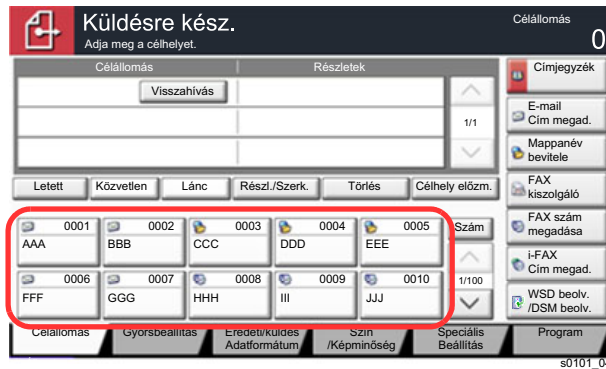 Küldésre kész.
Adja meg a célhelyet.
Célállomás
0
Célállomás Részletek
Visszahívás
1/1
Címjegyzék
E-mail
Cím megad.
Mappanév
bevitele
FAX
kiszolgáló
FAX szám
megadása
i-FAX
Cím megad.
WSD beolv.
/DSM beolv.
Letett Közvetlen Lánc Részl./Szerk. Törlés Célhely előzm.
0001 0002 0003 0004 0005
AAA BBB CCC DDD EEE
Szám
0006 0007 0008 0009 0010
FFF GGG HHH III JJJ
1/100
Célállomás Gyorsbeállítás Eredeti/küldés
Adatformátum Szín
/Képminőség Speciális
Beállítás Program